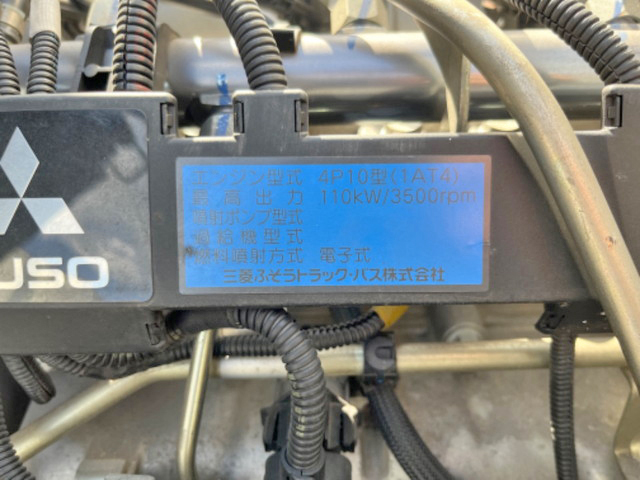 エンジン型式 4P10型(1AT4)
最高出力 110kW/3500rpm
噴射ポンプ型式
過給機型式
燃料噴射方式 電子式
三菱ふそうトラック・バス株式会社
USO